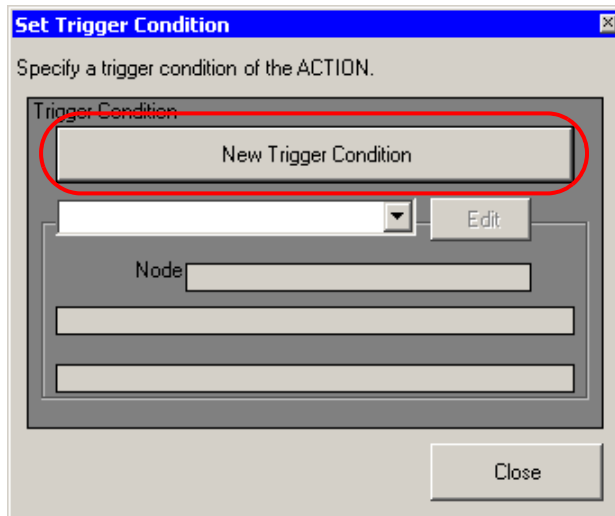 Set Trigger Condition
Specify a trigger condition of the ACTION.
Trigger Condition
New Trigger Condition
Edit
Node
Close